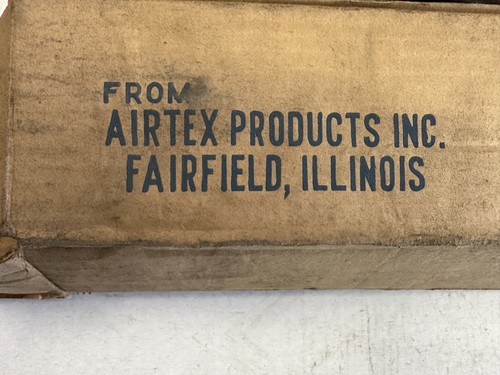 FROM
AIRTEX PRODUCTS INC.
FAIRFIELD, ILLINOIS